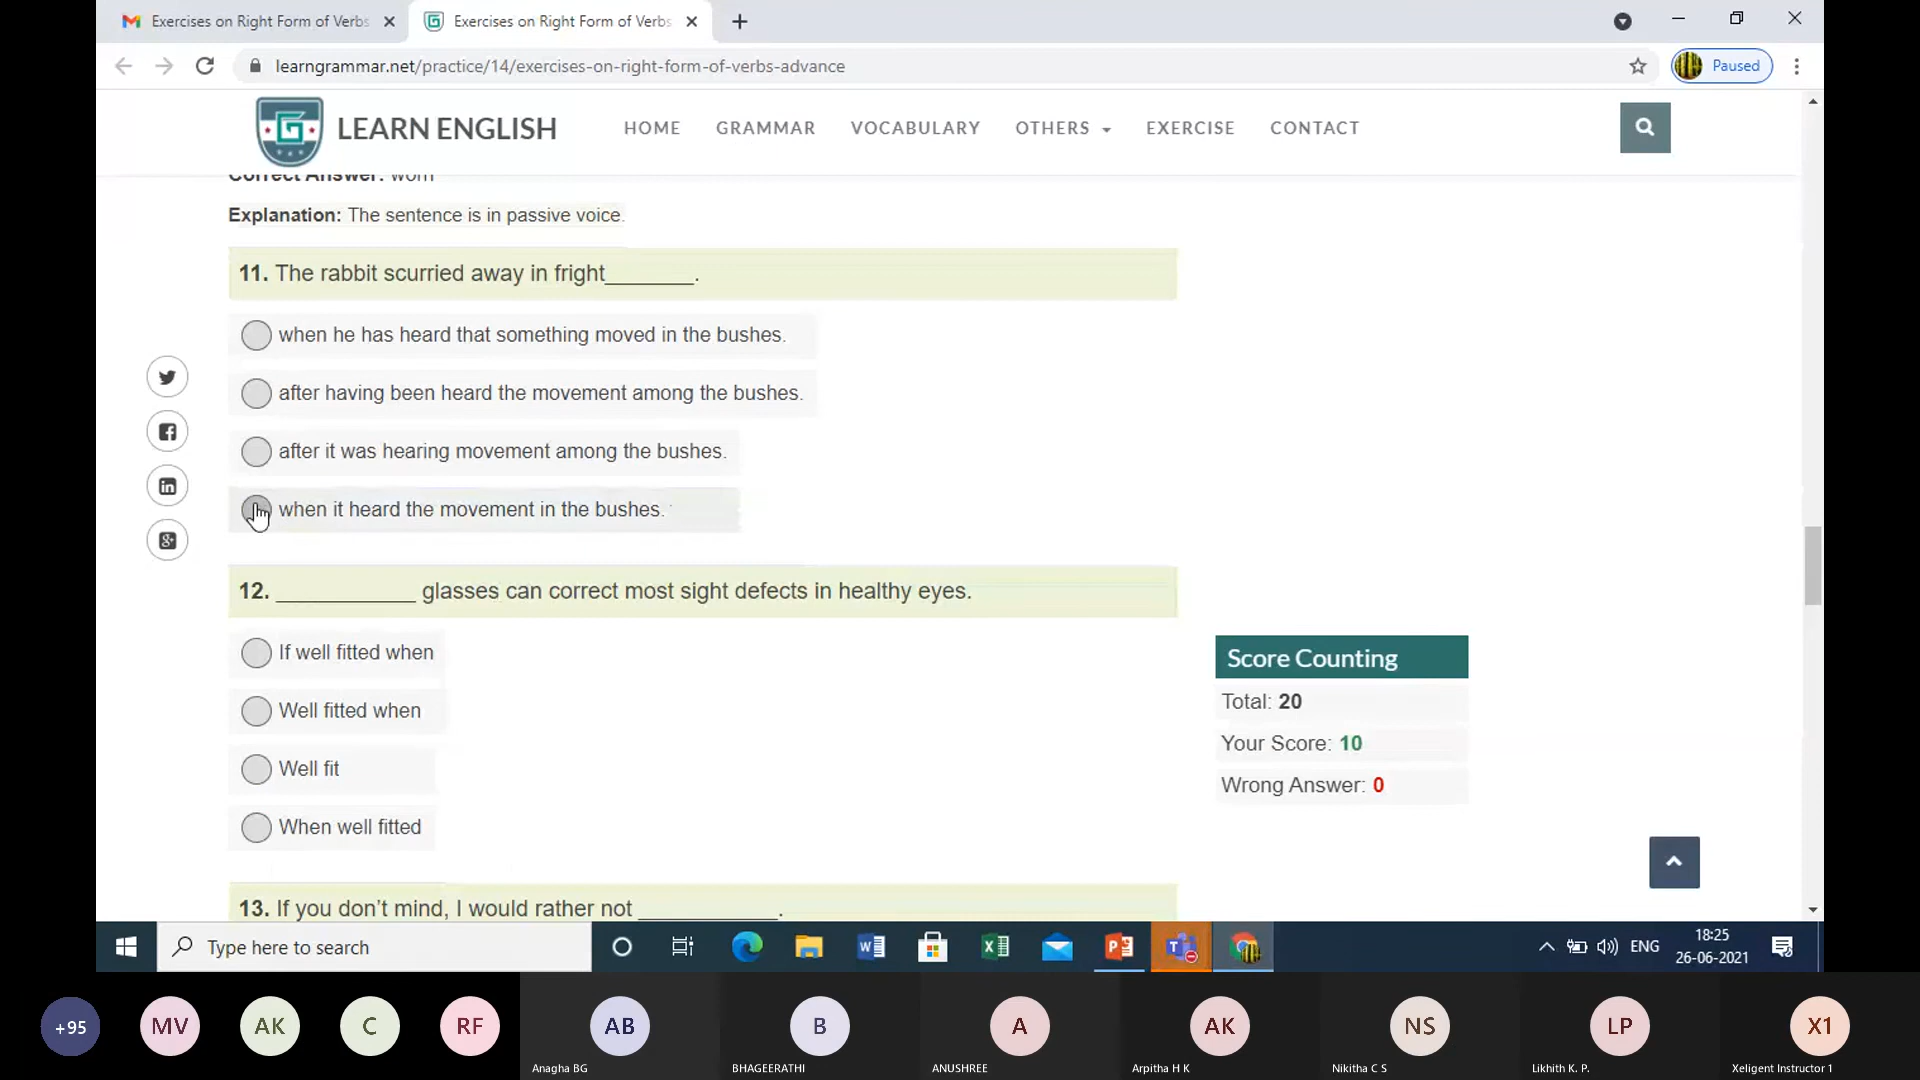 Exercises on Right Form of Verbs
Exercises on Right Form of Verbs
learngrammar.net/practice/14/exercises-on-right-form-of-verbs-advance
Paused
LEARN ENGLISH
HOME
GRAMMAR
VOCABULARY
OTHERS
EXERCISE
CONTACT
Correct Answer: worn
Explanation: The sentence is in passive voice.
11. The rabbit scurried away in fright________.
when he has heard that something moved in the bushes.
after having been heard the movement among the bushes.
after it was hearing movement among the bushes.
when it heard the movement in the bushes.
12. ____________ glasses can correct most sight defects in healthy eyes.
If well fitted when
Well fitted when
Well fit
When well fitted
Score Counting
Total: 20
Your Score: 10
Wrong Answer: 0
13. If you don’t mind, I would rather not ____________.
Type here to search
ENG
18:25
26-06-2021
+95
MV
AK
C
RF
AB
Anagha BG
B
BHAGEERATHI
A
ANUSHREE
AK
Arpitha H K
NS
Nikitha C S
LP
Likhith K. P.
X1
Xeligent Instructor 1